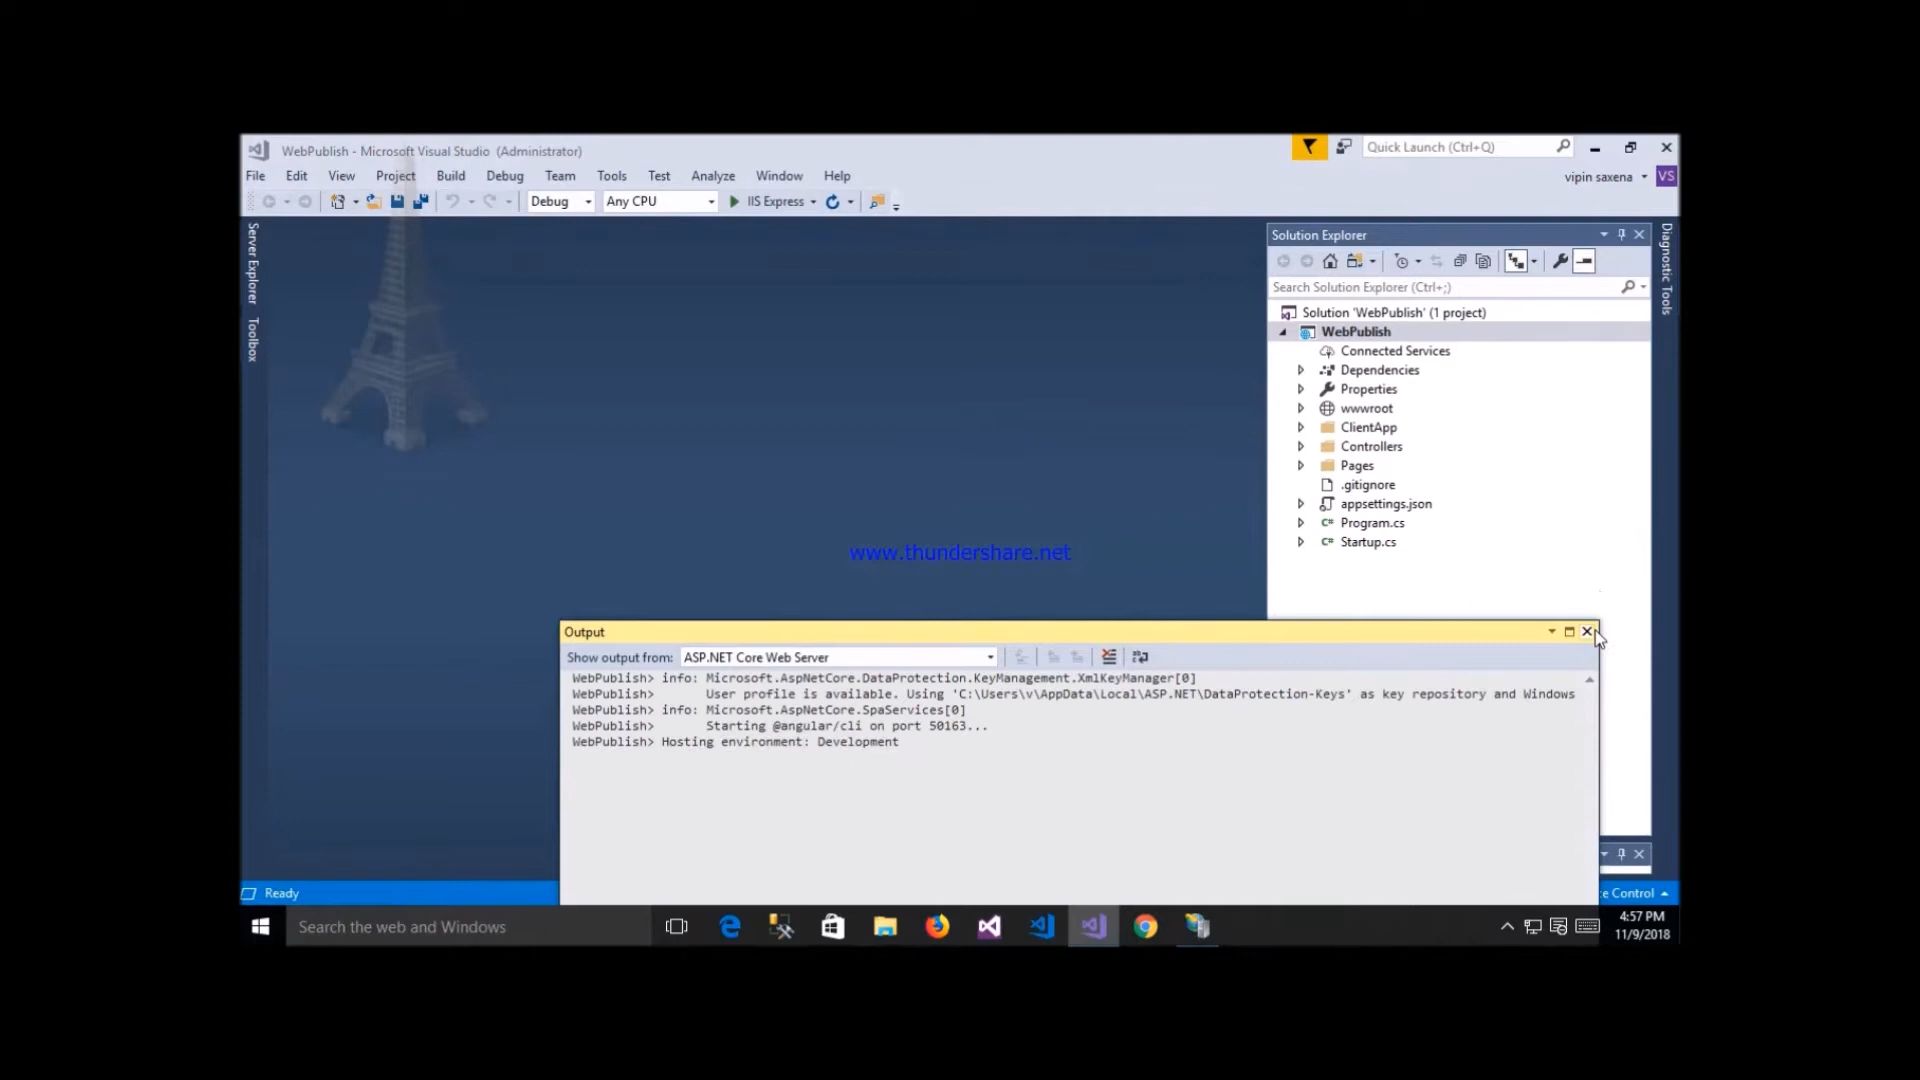 WebPublish - Microsoft Visual Studio (Administrator)
Quick Launch (Ctrl+Q)
File Edit View Project Build Debug Team Tools Test Analyze Window Help
vipin saxena VS
Debug Any CPU IIS Express
Server Explorer
Toolbox
Solution Explorer
Search Solution Explorer (Ctrl+;)
Solution 'WebPublish' (1 project)
WebPublish
Connected Services
Dependencies
Properties
wwwroot
ClientApp
Controllers
Pages
.gitignore
appsettings.json
C# Program.cs
C# Startup.cs
Diagnostic Tools
www.thundershare.net
Output
Show output from: ASP.NET Core Web Server
WebPublish> info: Microsoft.AspNetCore.DataProtection.KeyManagement.XmlKeyManager[0]
WebPublish> User profile is available. Using 'C:\Users\v\AppData\Local\ASP.NET\DataProtection-Keys' as key repository and Windows
WebPublish> info: Microsoft.AspNetCore.SpaServices[0]
WebPublish> Starting @angular/cli on port 50163...
WebPublish> Hosting environment: Development
Ready
e Control
Search the web and Windows
4:57 PM
11/9/2018